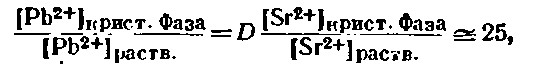 [Pb²⁺]крист. Фаза / [Pb²⁺]раств. = D [Sr²⁺]крист. Фаза / [Sr²⁺]раств. ≅ 25,